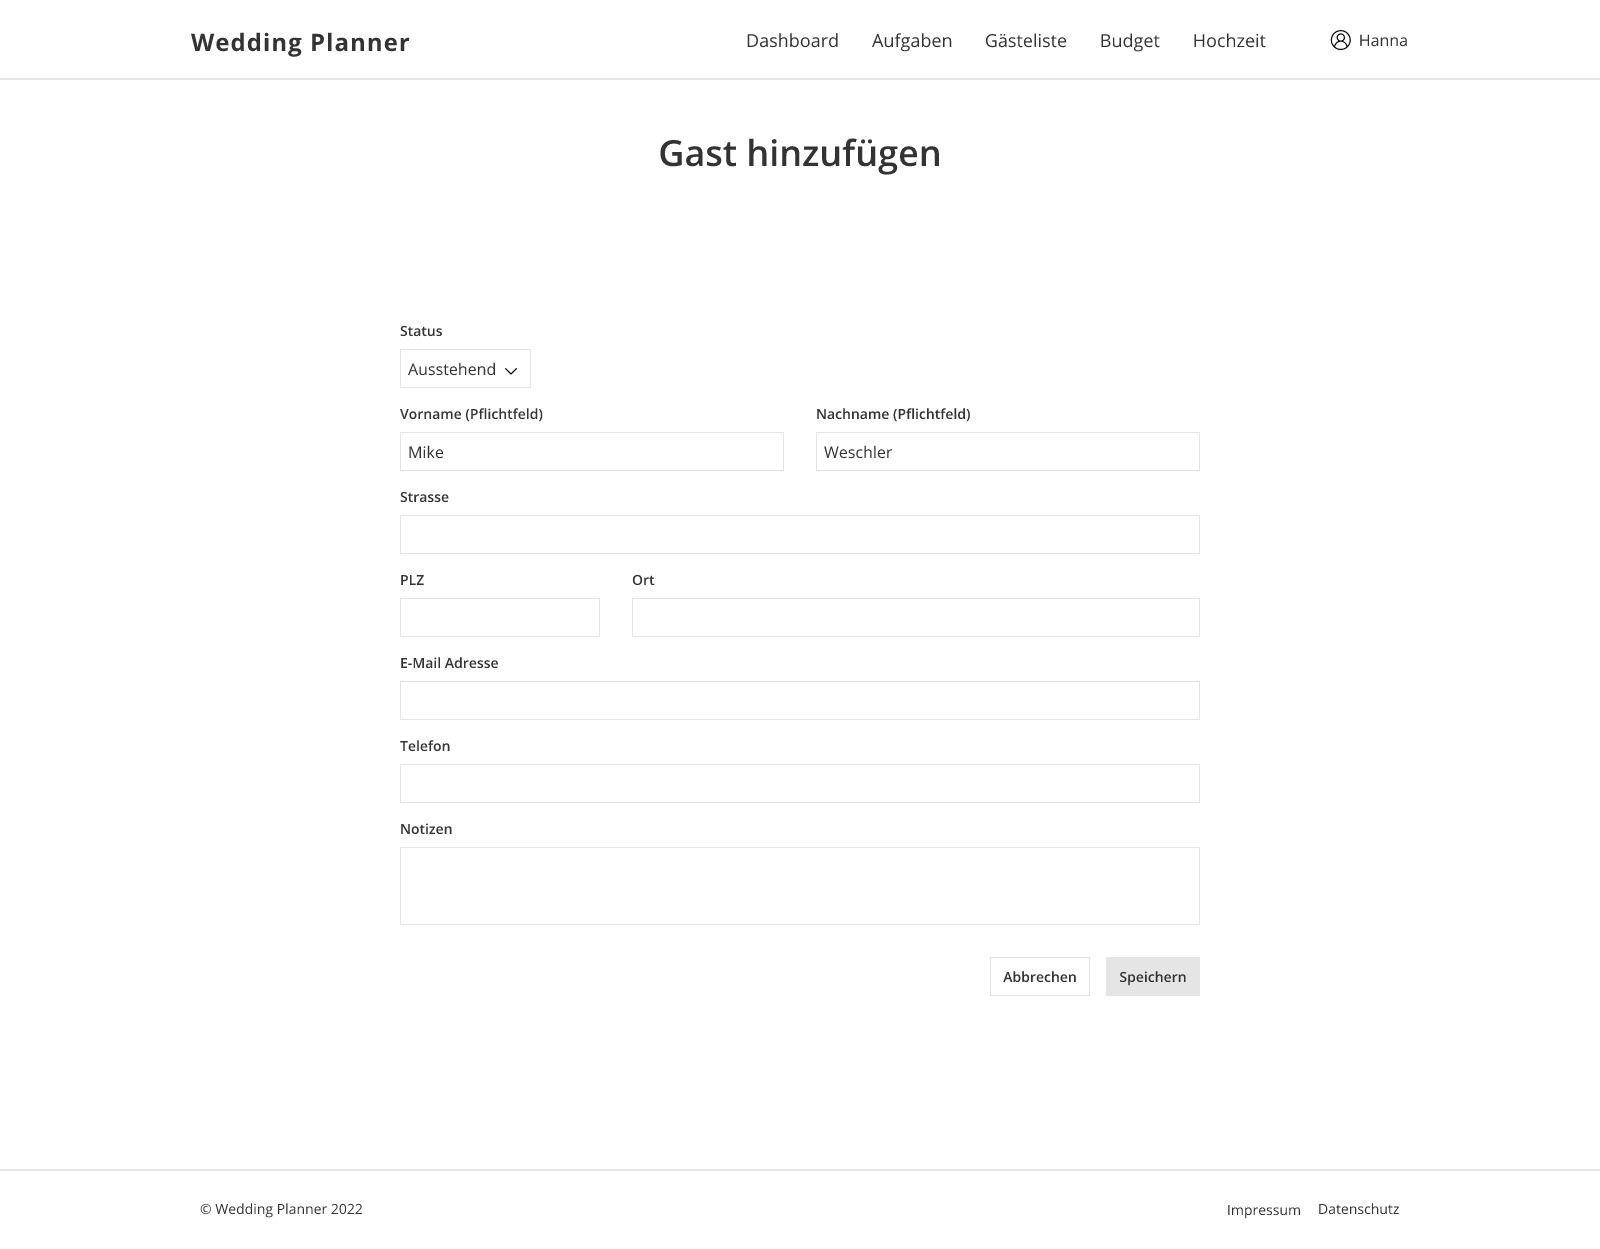 Wedding Planner
Dashboard Aufgaben Gästeliste Budget Hochzeit Hanna
Gast hinzufügen
Status
Ausstehend
Vorname (Pflichtfeld) Nachname (Pflichtfeld)
Mike Weschler
Strasse
PLZ Ort
E-Mail Adresse
Telefon
Notizen
Abbrechen Speichern
© Wedding Planner 2022
Impressum Datenschutz